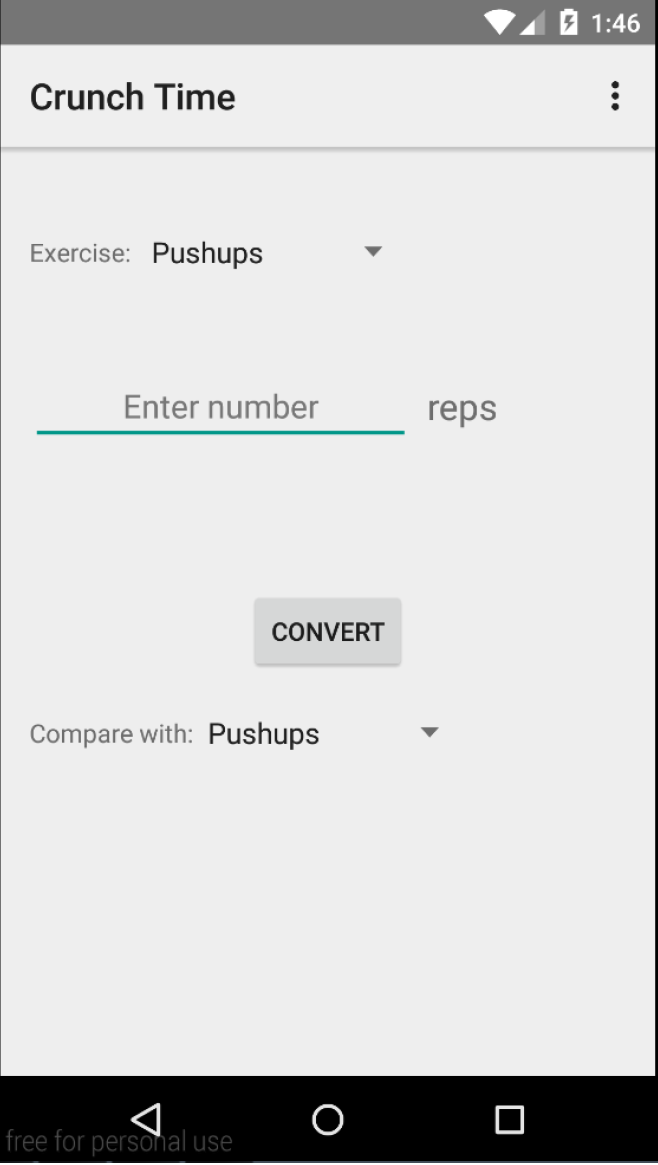 1:46
Crunch Time
Exercise: Pushups
Enter number reps
CONVERT
Compare with: Pushups
free for personal use